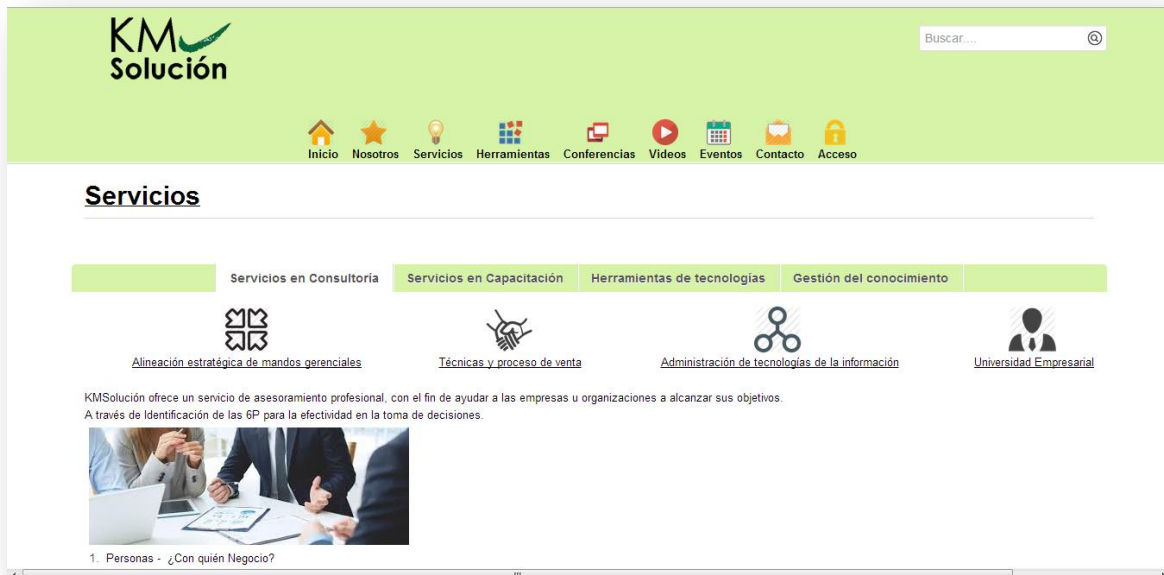 KM
Solución
Buscar....
Inicio Nosotros Servicios Herramientas Conferencias Videos Eventos Contacto Acceso
Servicios
Servicios en Consultoría Servicios en Capacitación Herramientas de tecnologías Gestión del conocimiento
Alineación estratégica de mandos gerenciales Técnicas y proceso de venta Administración de tecnologías de la información Universidad Empresarial
KMSolución ofrece un servicio de asesoramiento profesional, con el fin de ayudar a las empresas u organizaciones a alcanzar sus objetivos.
A través de Identificación de las 6P para la efectividad en la toma de decisiones.
1. Personas - ¿Con quién Negocio?